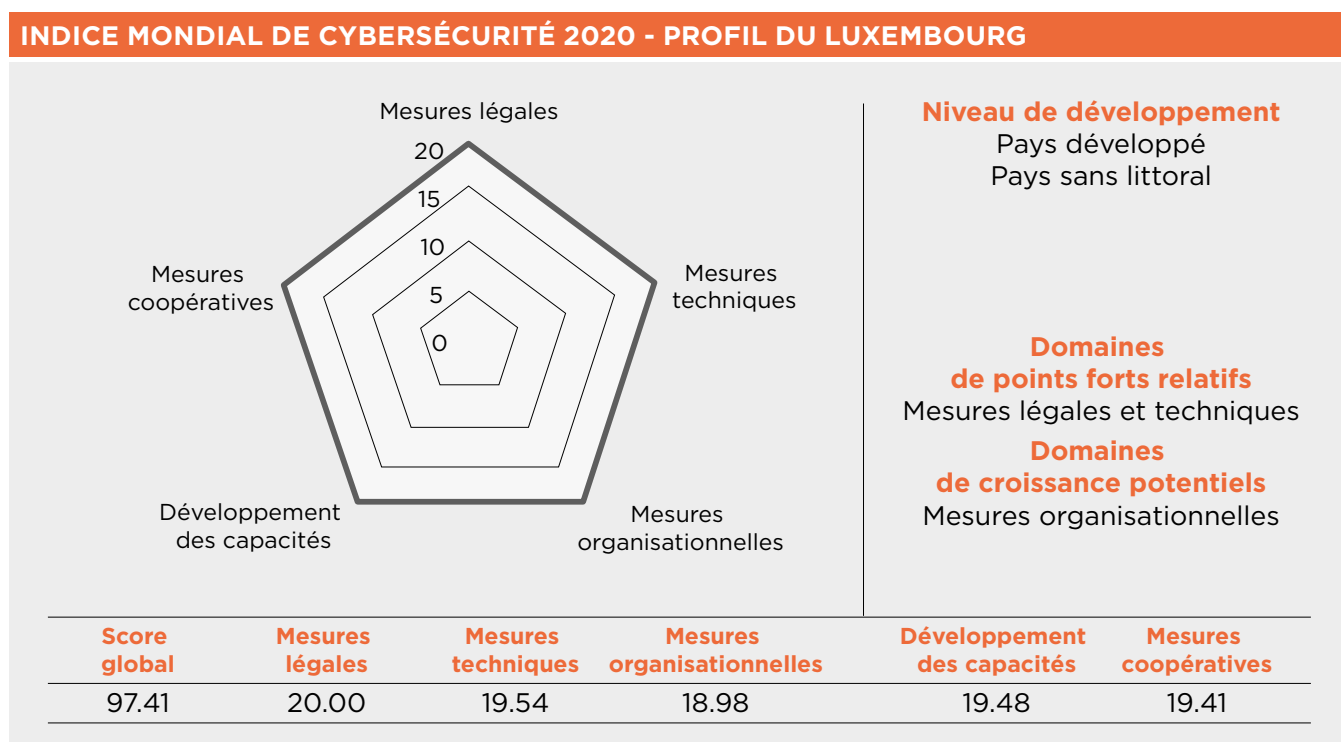 INDICE MONDIAL DE CYBERSÉCURITÉ 2020 - PROFIL DU LUXEMBOURG
Mesures légales
20
15
10
5
0
Mesures
techniques
Mesures
organisationnelles
Développement
des capacités
Mesures
coopératives
Niveau de développement
Pays développé
Pays sans littoral
Domaines
de points forts relatifs
Mesures légales et techniques
Domaines
de croissance potentiels
Mesures organisationnelles
Score
global
Mesures
légales
Mesures
techniques
Mesures
organisationnelles
Développement
des capacités
Mesures
coopératives
97.41 20.00 19.54 18.98 19.48 19.41